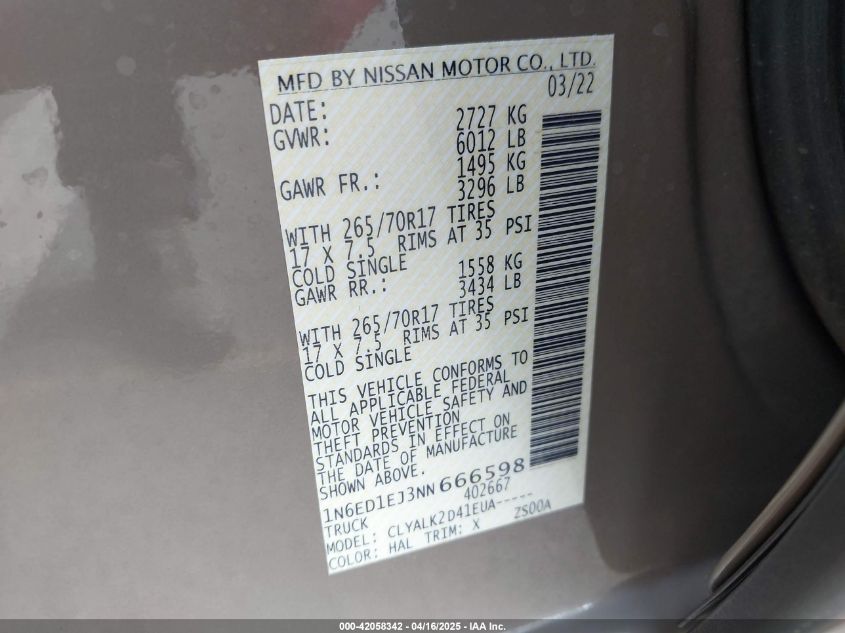 MFD BY NISSAN MOTOR CO., LTD.
DATE: 03/22
GVWR: 2727 KG
6012 LB
GAWR FR.: 1495 KG
3296 LB
WITH 265/70R17 TIRES
17 X 7.5 RIMS AT 35 PSI
COLD SINGLE
GAWR RR.: 1558 KG
3434 LB
WITH 265/70R17 TIRES
17 X 7.5 RIMS AT 35 PSI
COLD SINGLE
THIS VEHICLE CONFORMS TO
ALL APPLICABLE FEDERAL
MOTOR VEHICLE SAFETY AND
THEFT PREVENTION
STANDARDS IN EFFECT ON
THE DATE OF MANUFACTURE
SHOWN ABOVE.
1N6ED1EJ3NN666598
TRUCK 402667
MODEL: CLYALK2D41EUA-----
COLOR: HAL TRIM: X ZS00A
000-42058342 - 04/16/2025 - IAA Inc.